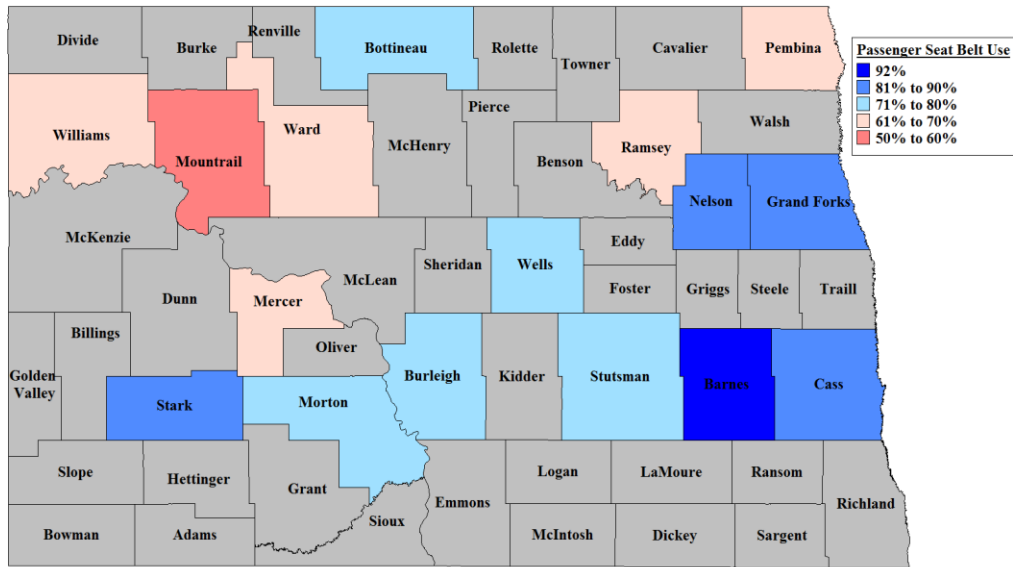 Divide
Burke
Renville
Bottineau
Rolette
Towner
Cavalier
Pembina
Passenger Seat Belt Use
92%
81% to 90%
71% to 80%
61% to 70%
50% to 60%
Williams
Mountrail
Ward
McHenry
Pierce
Benson
Ramsey
Walsh
Nelson
Grand Forks
McKenzie
Dunn
McLean
Sheridan
Wells
Eddy
Foster
Griggs
Steele
Traill
Mercer
Oliver
Billings
Golden
Valley
Stark
Morton
Burleigh
Kidder
Stutsman
Barnes
Cass
Slope
Hettinger
Grant
Sioux
Emmons
Logan
LaMoure
Ransom
Richland
Bowman
Adams
McIntosh
Dickey
Sargent